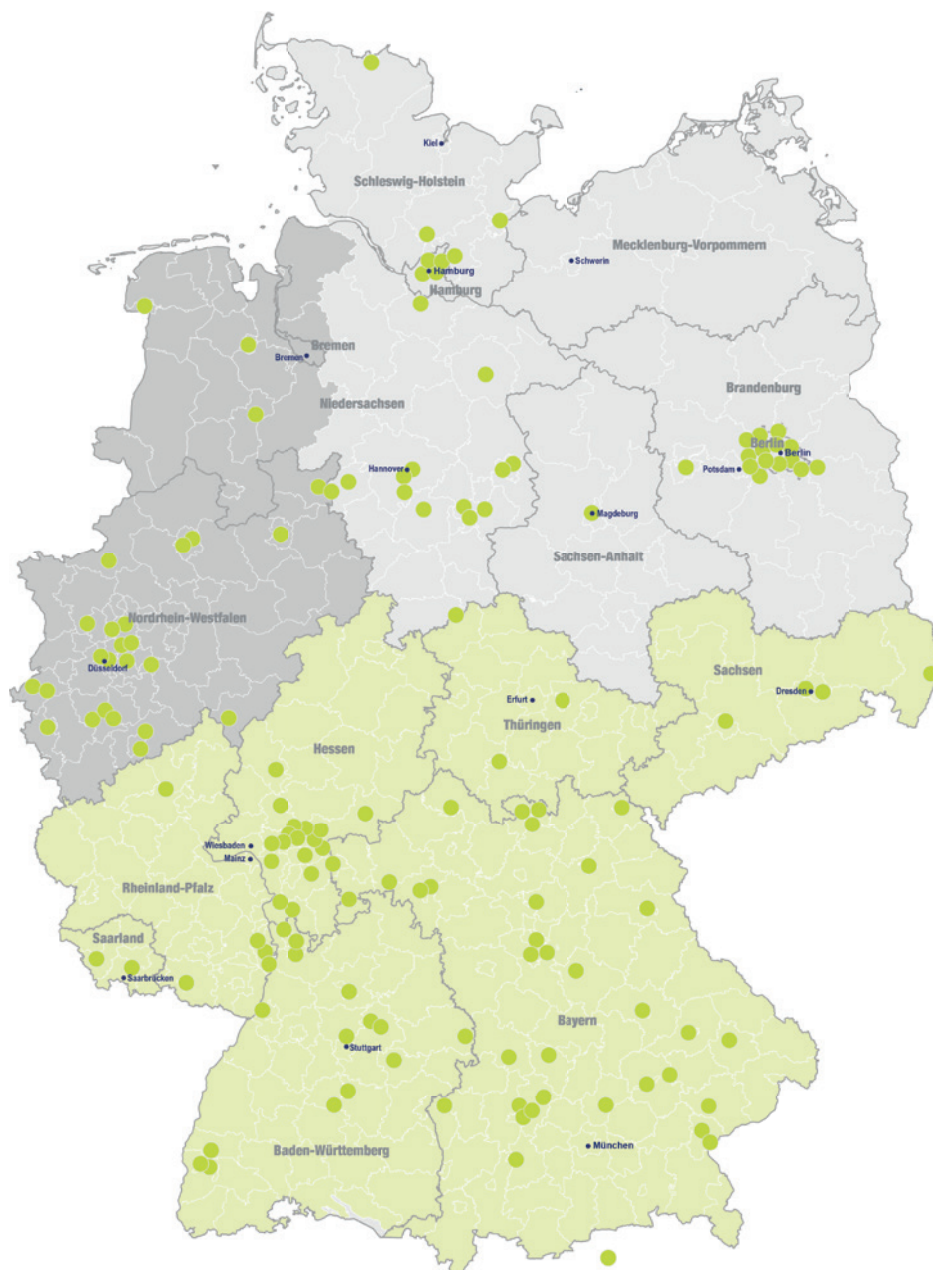 Kiel
Schleswig-Holstein
Mecklenburg-Vorpommern
Schwerin
Hamburg
Hamburg
Bremen
Bremen
Brandenburg
Niedersachsen
Berlin
Berlin
Hannover
Potsdam
Magdeburg
Sachsen-Anhalt
Nordrhein-Westfalen
Düsseldorf
Sachsen
Dresden
Erfurt
Thüringen
Hessen
Wiesbaden
Mainz
Rheinland-Pfalz
Saarland
Saarbrücken
Bayern
Stuttgart
München
Baden-Württemberg